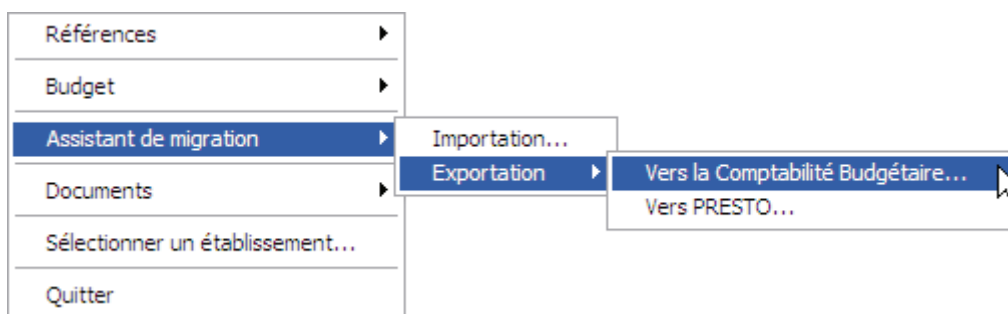 Références
Budget
Assistant de migration
Importation...
Exportation
Vers la Comptabilité Budgétaire...
Vers PRESTO...
Documents
Sélectionner un établissement...
Quitter